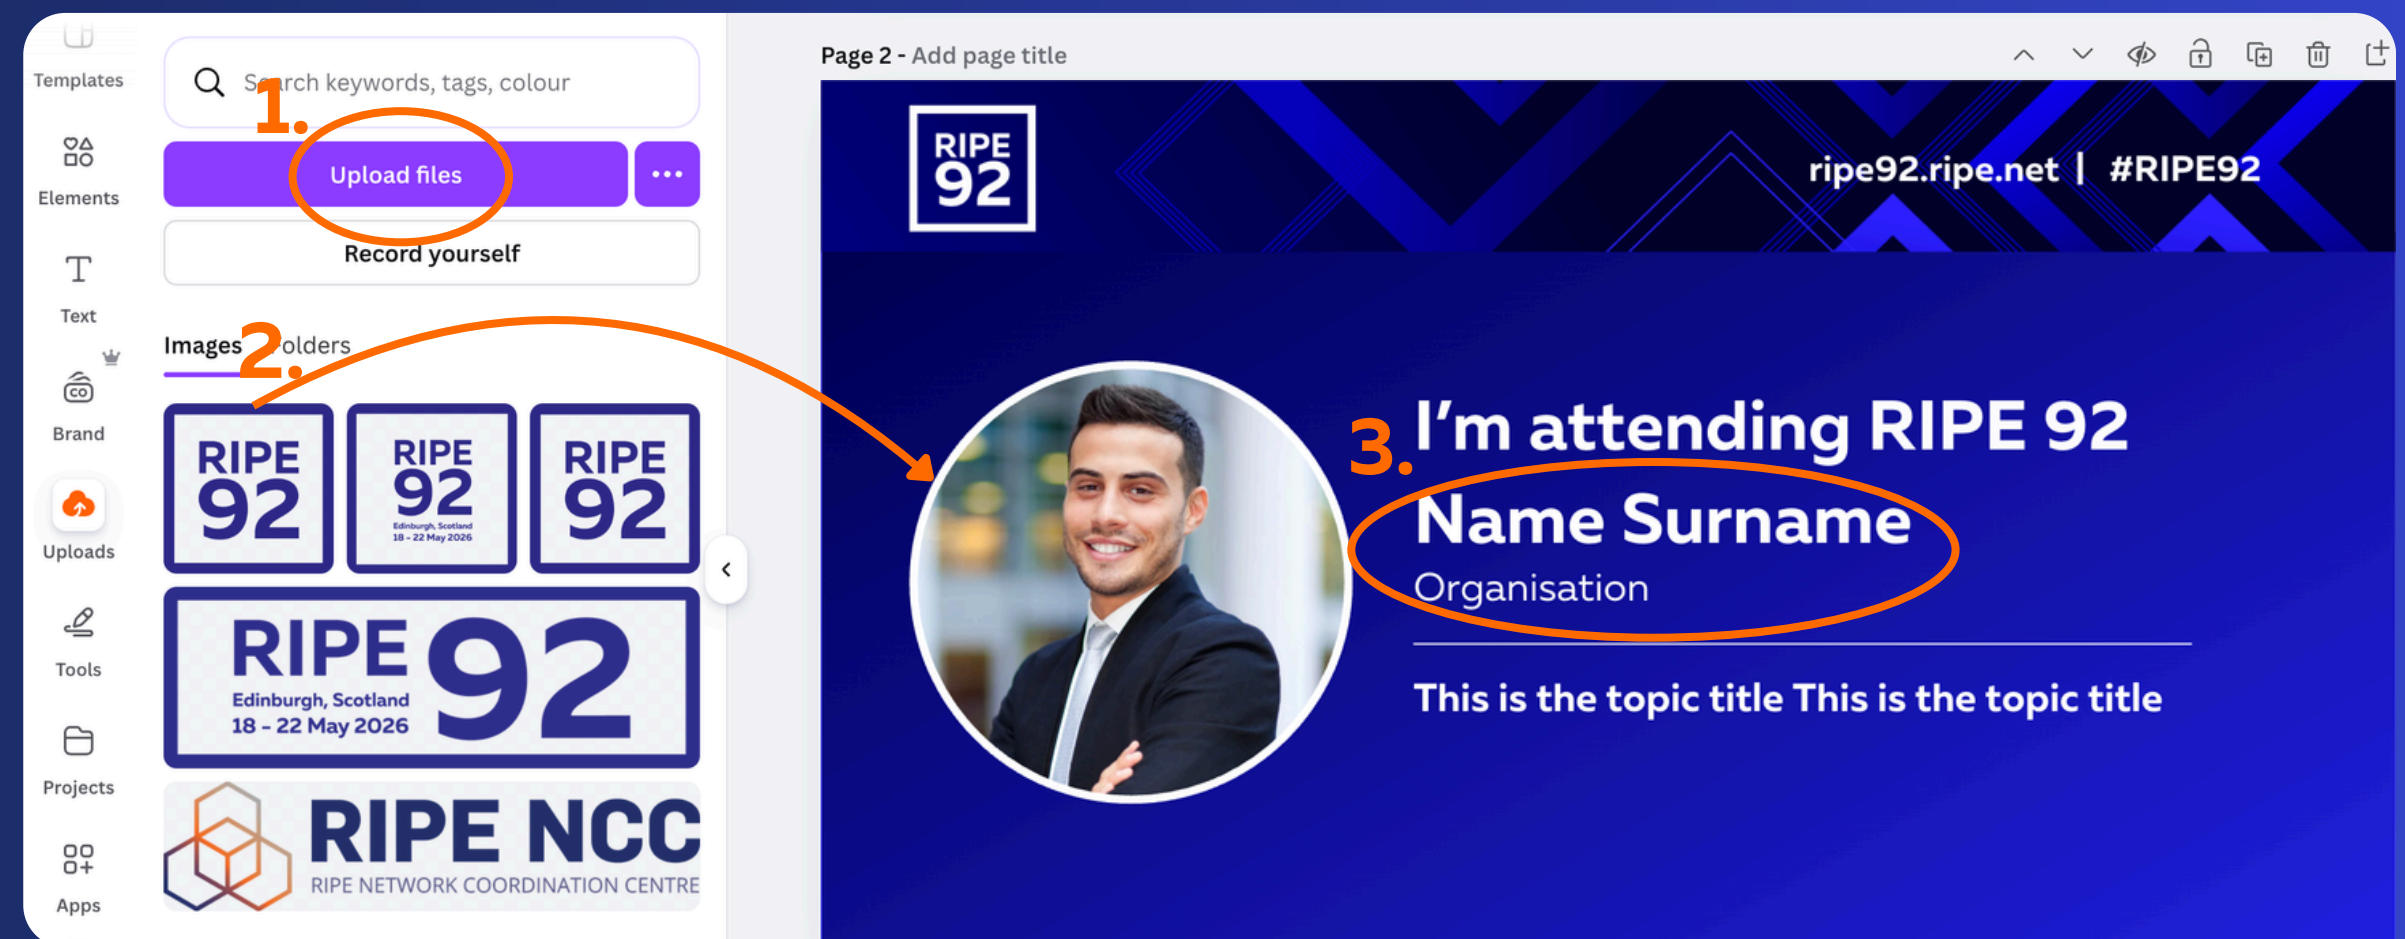 Templates
Elements
Text
CO
Brand
Uploads
Tools
Projects
Apps
Search keywords, tags, colour
1.
Upload files
Record yourself
Images
2.
olders
RIPE
92
RIPE
92
Edinburgh, Scotland
18 - 22 May 2026
RIPE
92
RIPE
92
Edinburgh, Scotland
18 - 22 May 2026
RIPE NCC
RIPE NETWORK COORDINATION CENTRE
Page 2 - Add page title
RIPE
92
ripe92.ripe.net | #RIPE92
3.
I'm attending RIPE 92
Name Surname
Organisation
This is the topic title This is the topic title